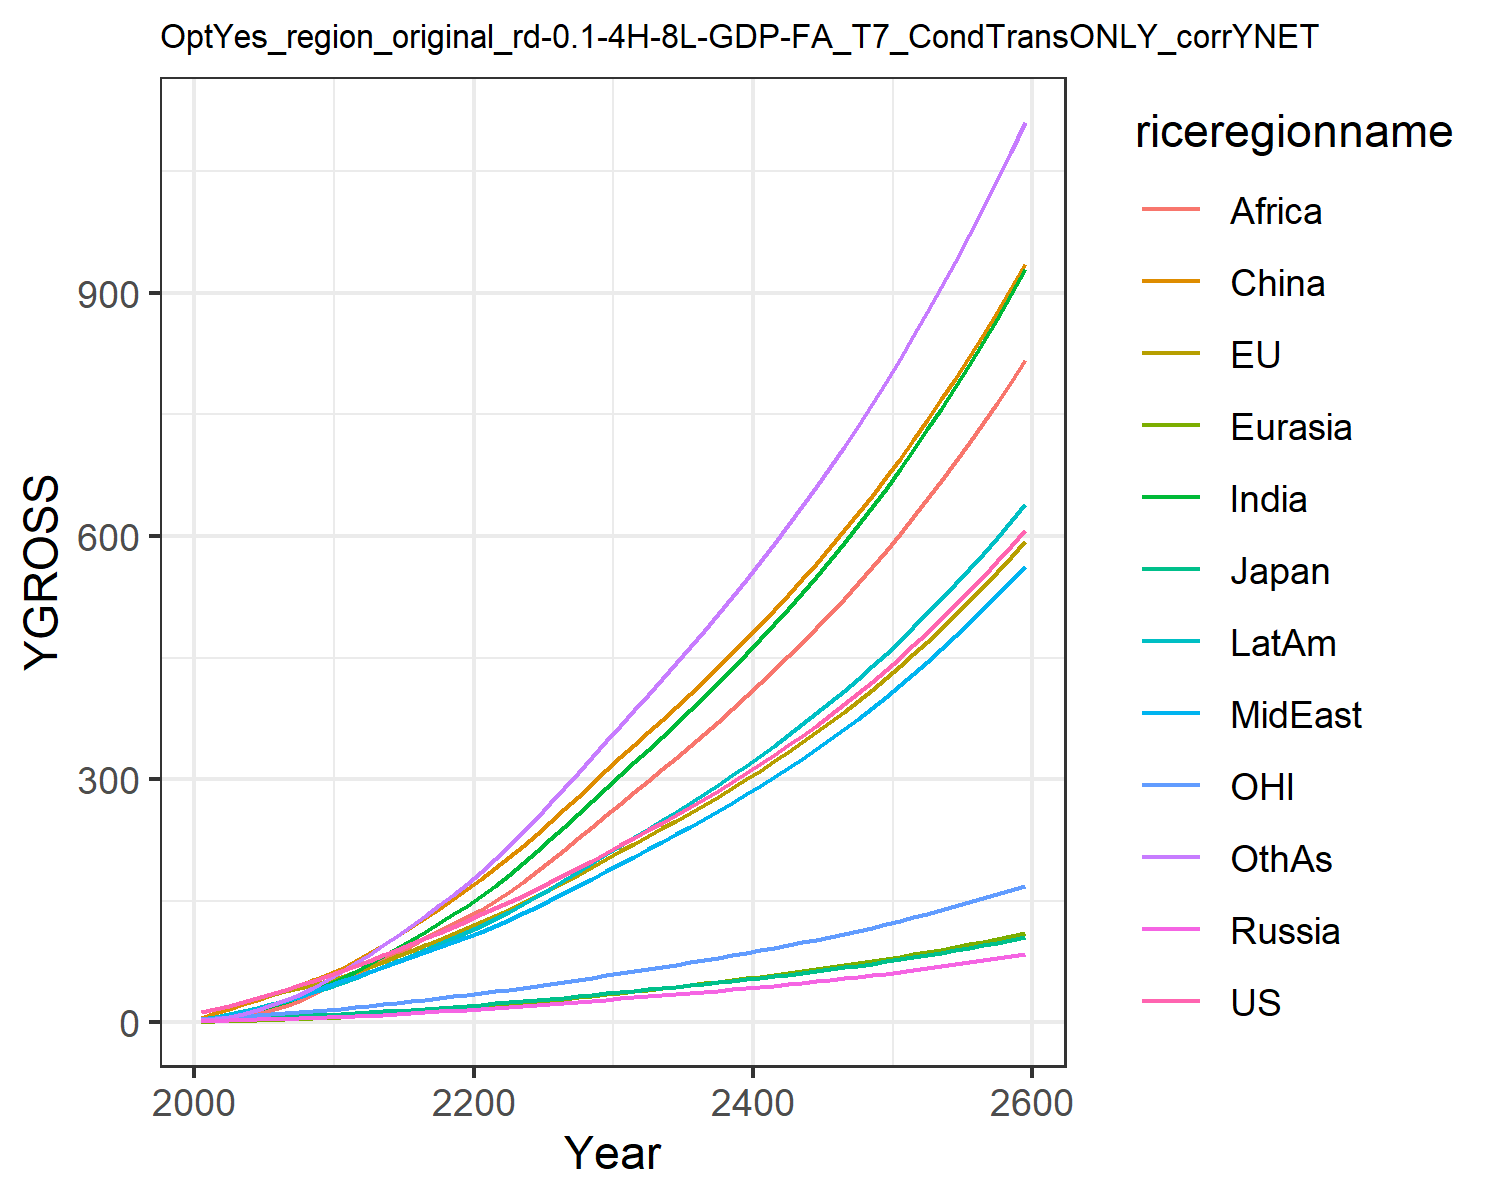 OptYes_region_original_rd-0.1-4H-8L-GDP-FA_T7_CondTransONLY_corrYNET
YGROSS
900
600
300
0
2000 2200 2400 2600
Year
riceregionname
Africa
China
EU
Eurasia
India
Japan
LatAm
MidEast
OHI
OthAs
Russia
US